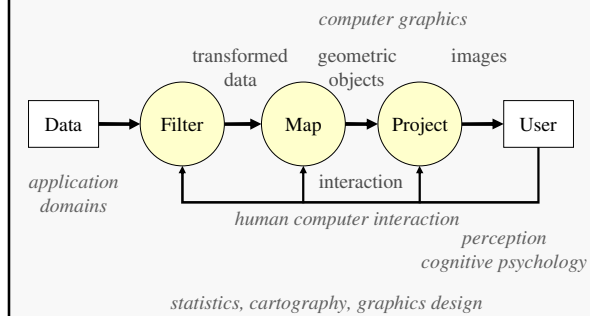 computer graphics
transformed
data
geometric
objects
images
Data
Filter
Map
Project
User
application
domains
interaction
human computer interaction
perception
cognitive psychology
statistics, cartography, graphics design